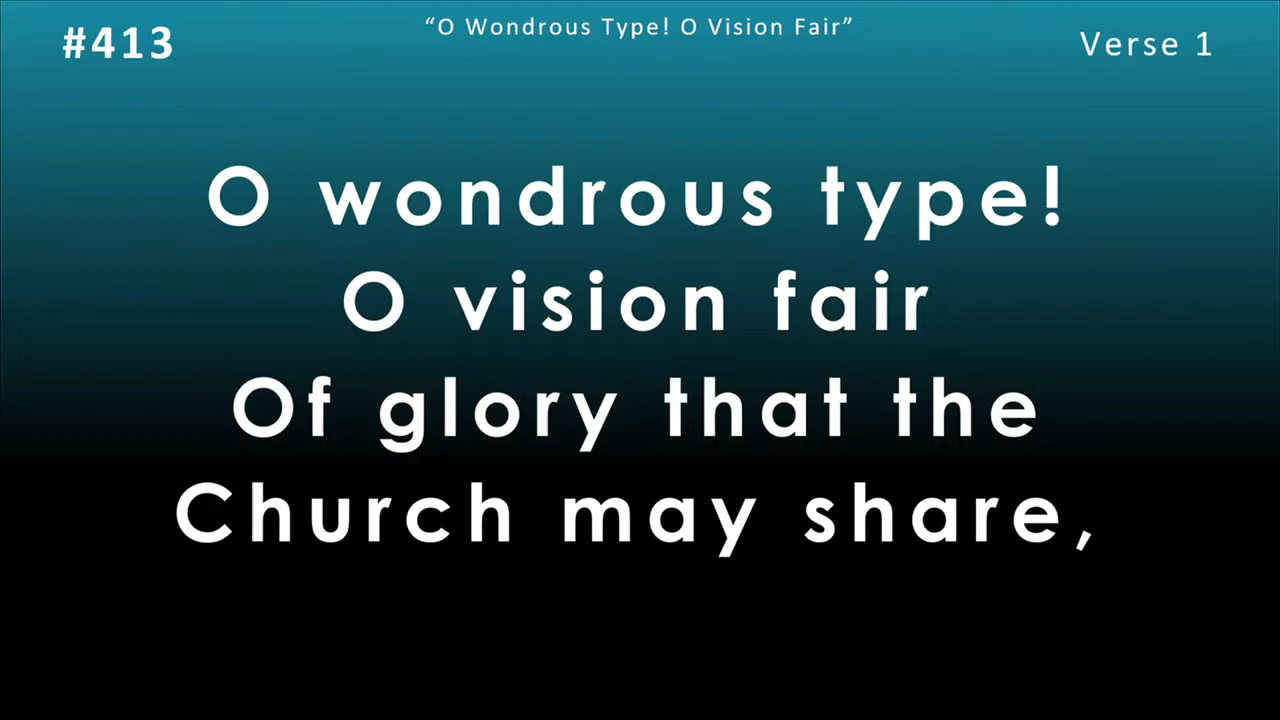 #413
“O Wondrous Type! O Vision Fair”
Verse 1
O wondrous type!
O vision fair
Of glory that the
Church may share,